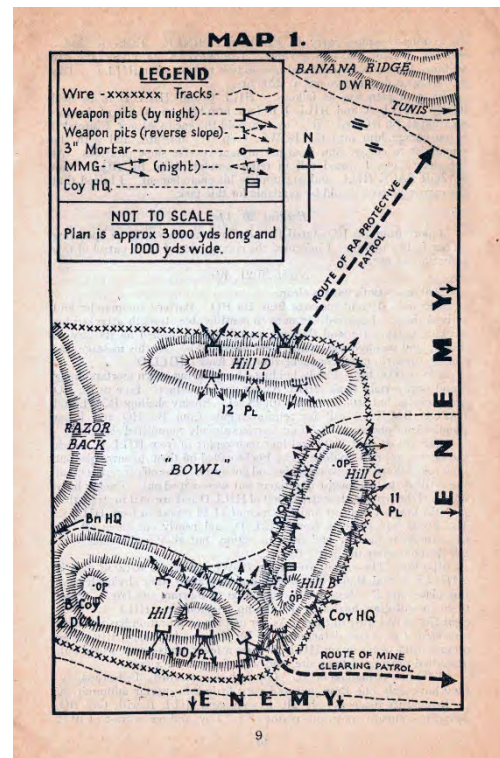 MAP 1.
LEGEND
Wire -xxxxxxx Tracks-
Weapon pits (by night)---
Weapon pits (reverse slope)-
3" Mortar
MMG- (night)---
Coy HQ
NOT TO SCALE
Plan is approx 3000 yds long and
1000 yds wide.
BANANA RIDGE
DWR
TUNIS
N
ROUTE OF RA PROTECTIVE
PATROL
ENEMY
Hill D
12 PL
RAZOR
BACK
"BOWL"
OP
Hill C
11
PL
Bn HQ
OP
B Coy
2 DCLI
Hill
10 PL
Hill B
OP
Coy HQ
ROUTE OF MINE
CLEARING PATROL
ENEMY
9